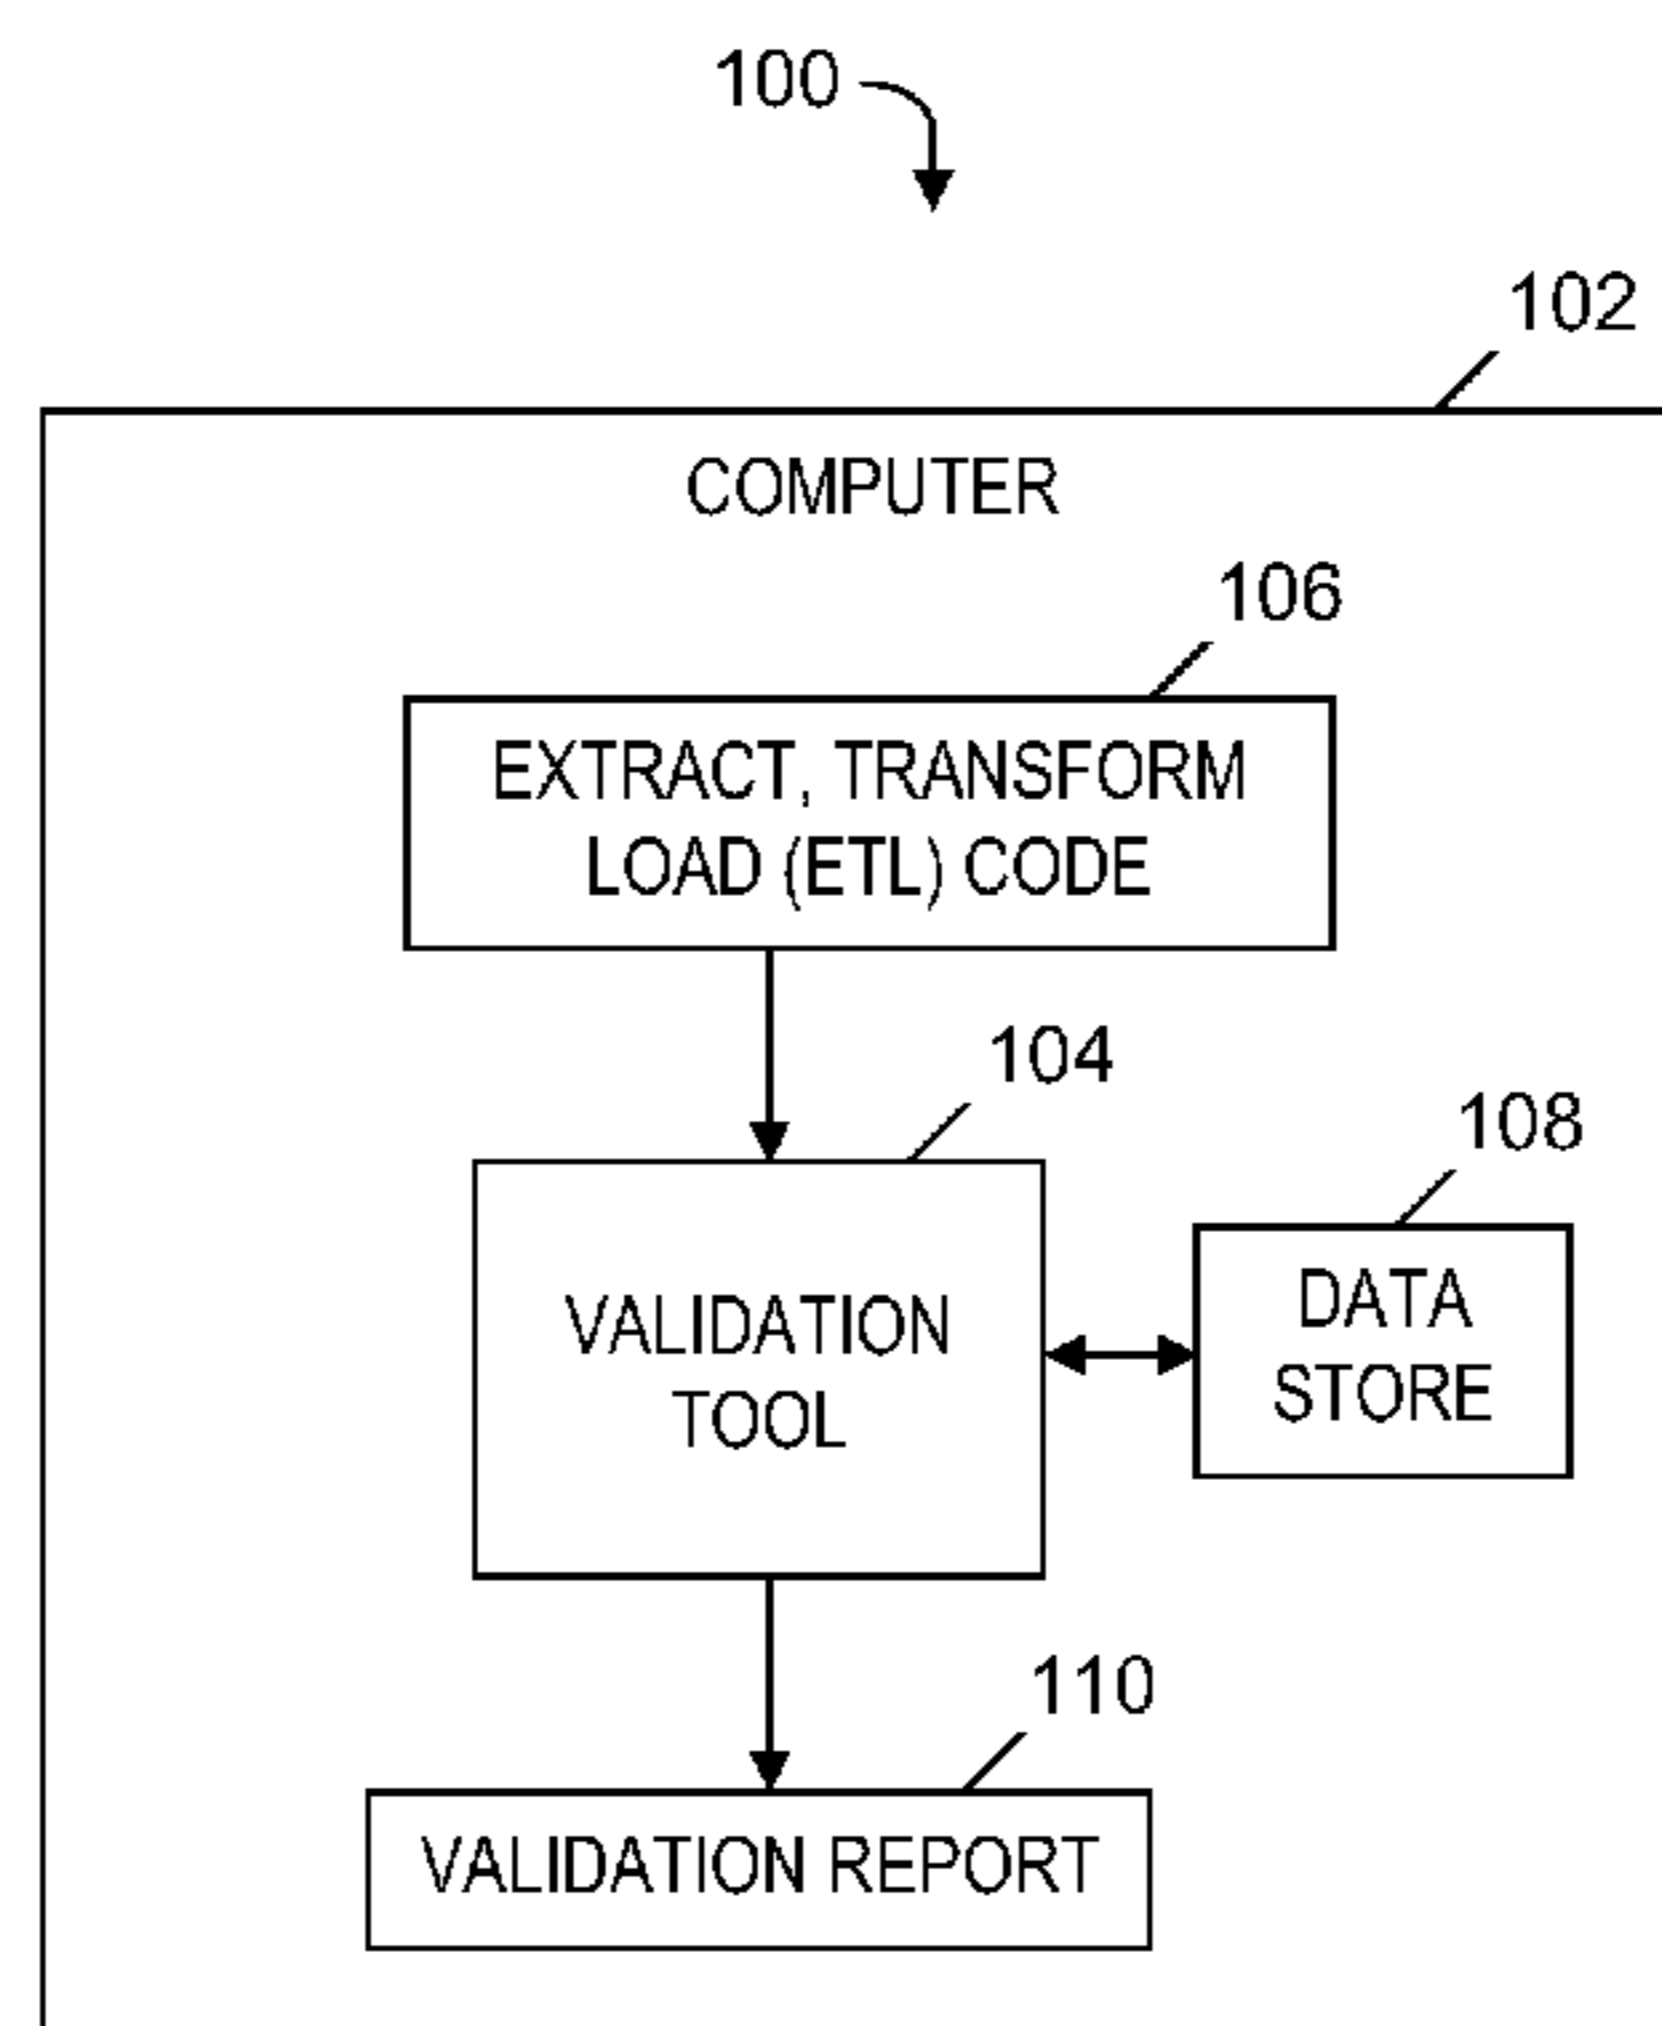 100
102
COMPUTER
106
EXTRACT, TRANSFORM
LOAD (ETL) CODE
104
108
VALIDATION
TOOL
DATA
STORE
110
VALIDATION REPORT